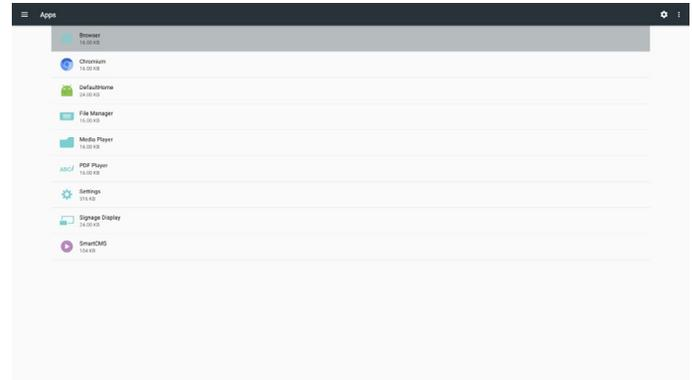 Apps
Browser
16.00 KB
Chromium
16.00 KB
DefaultHome
24.00 KB
File Manager
16.00 KB
Media Player
16.00 KB
ABC
PDF Player
16.00 KB
Settings
316 KB
Signage Display
24.00 KB
SmartCMS
104 KB